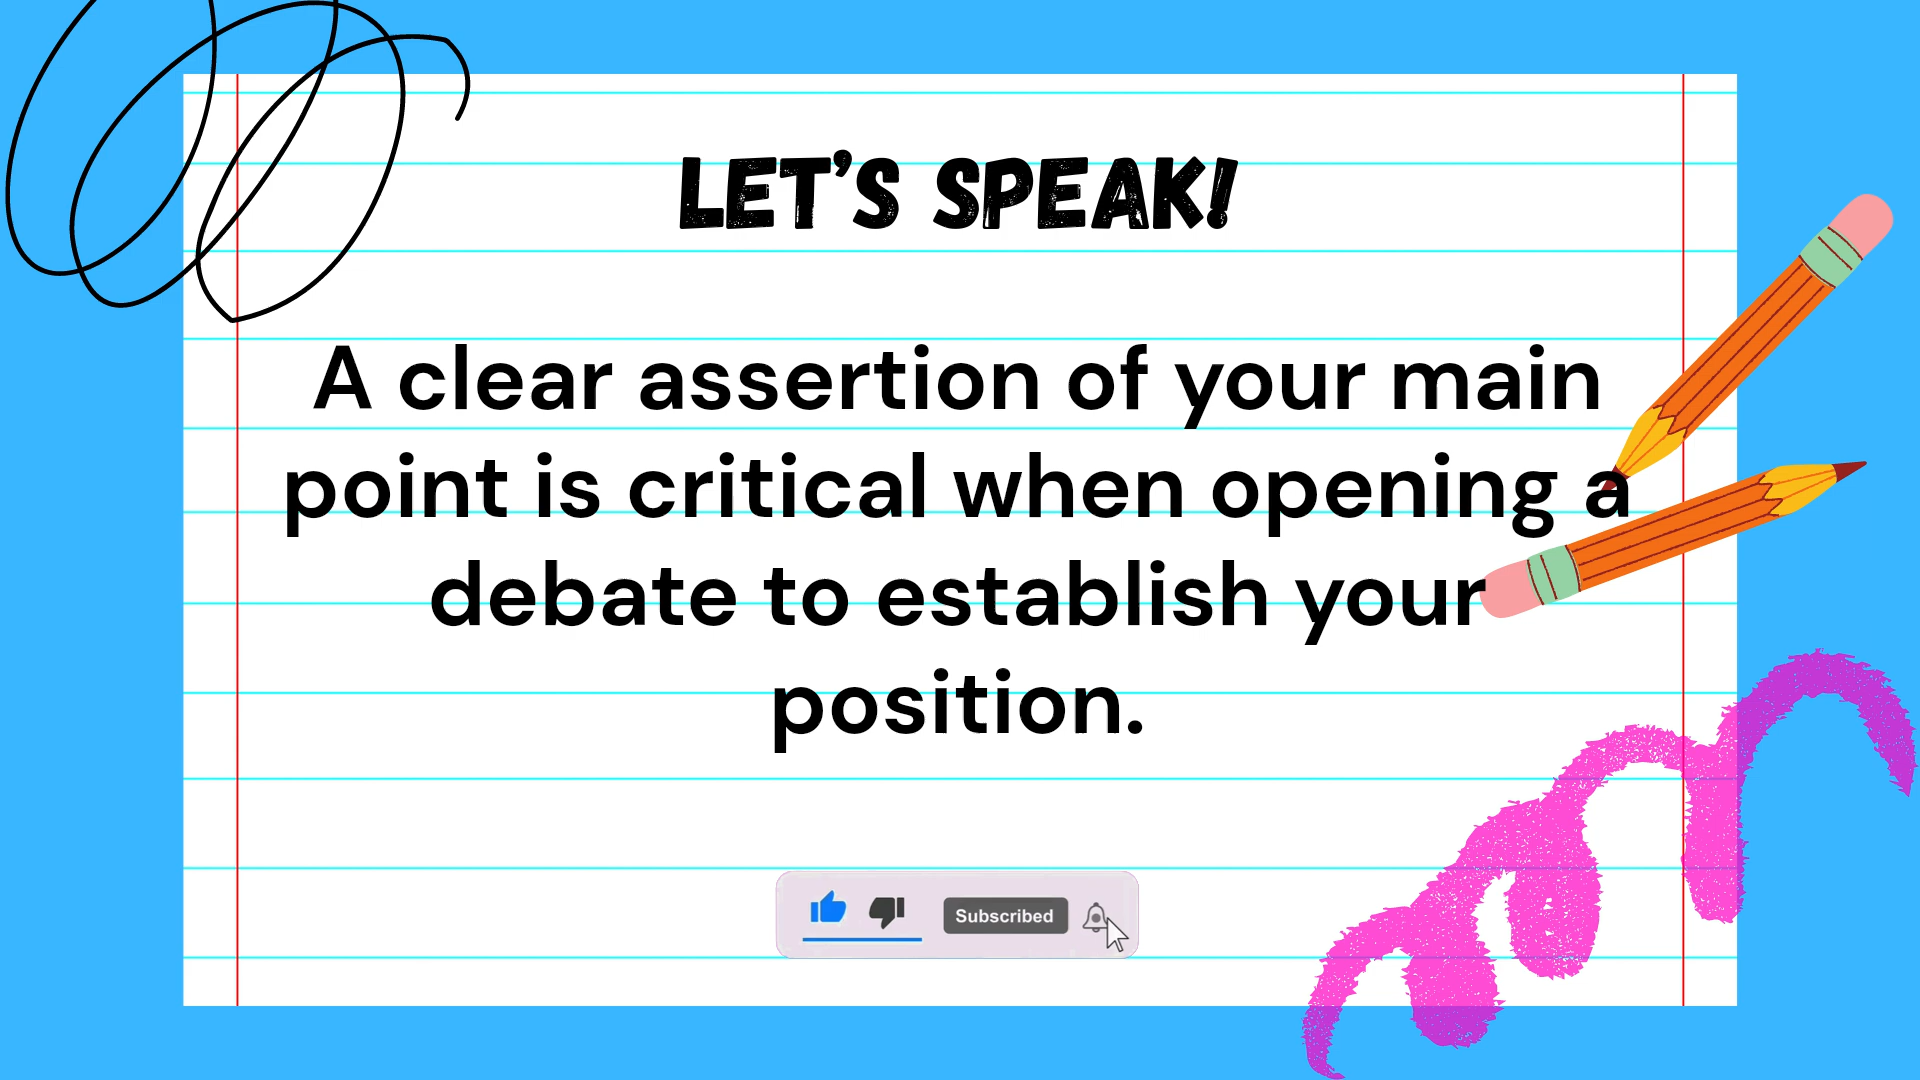 LET'S SPEAK!
A clear assertion of your main
point is critical when opening a
debate to establish your
position.
Subscribed